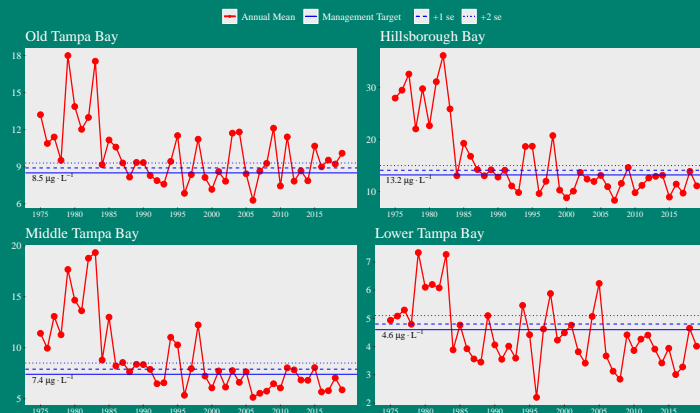 Annual Mean Management Target +1 se +2 se
Old Tampa Bay
18
15
12
9
6
8.5 μg · L⁻¹
1975 1980 1985 1990 1995 2000 2005 2010 2015
Hillsborough Bay
30
20
10
13.2 μg · L⁻¹
1975 1980 1985 1990 1995 2000 2005 2010 2015
Middle Tampa Bay
20
15
10
5
7.4 μg · L⁻¹
1975 1980 1985 1990 1995 2000 2005 2010 2015
Lower Tampa Bay
7
6
5
4
3
2
4.6 μg · L⁻¹
1975 1980 1985 1990 1995 2000 2005 2010 2015